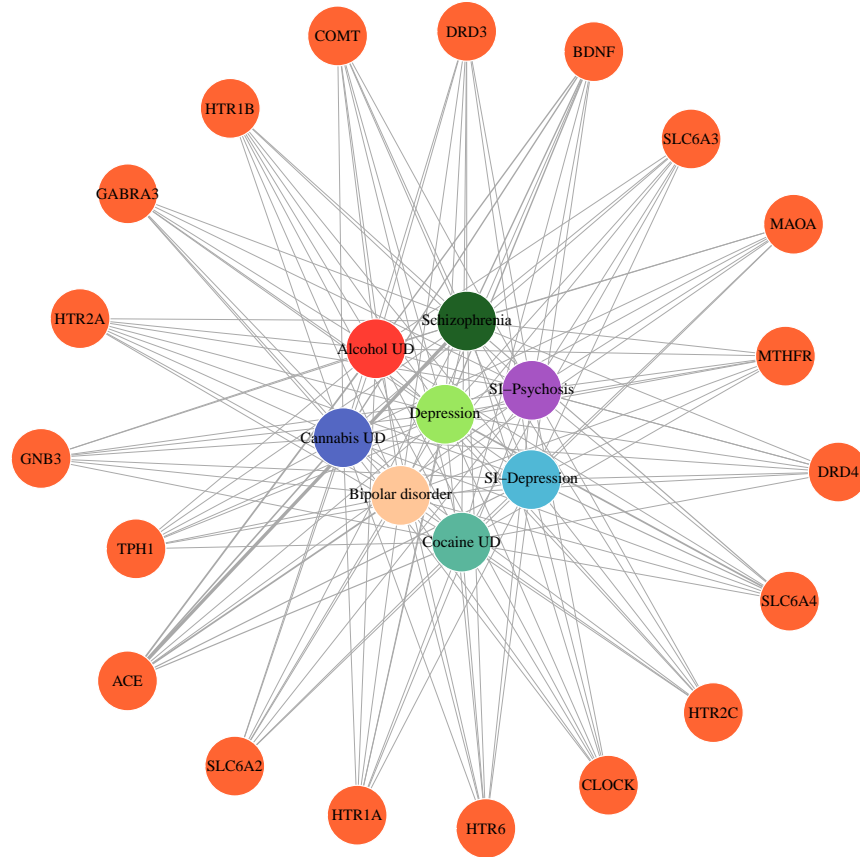 COMT
DRD3
BDNF
HTR1B
SLC6A3
GABRA3
MAOA
HTR2A
Schizophrenia
Alcohol UD
MTHFR
SI−Psychosis
Depression
Cannabis UD
GNB3
DRD4
SI−Depression
Bipolar disorder
Cocaine UD
TPH1
SLC6A4
ACE
HTR2C
SLC6A2
CLOCK
HTR1A
HTR6